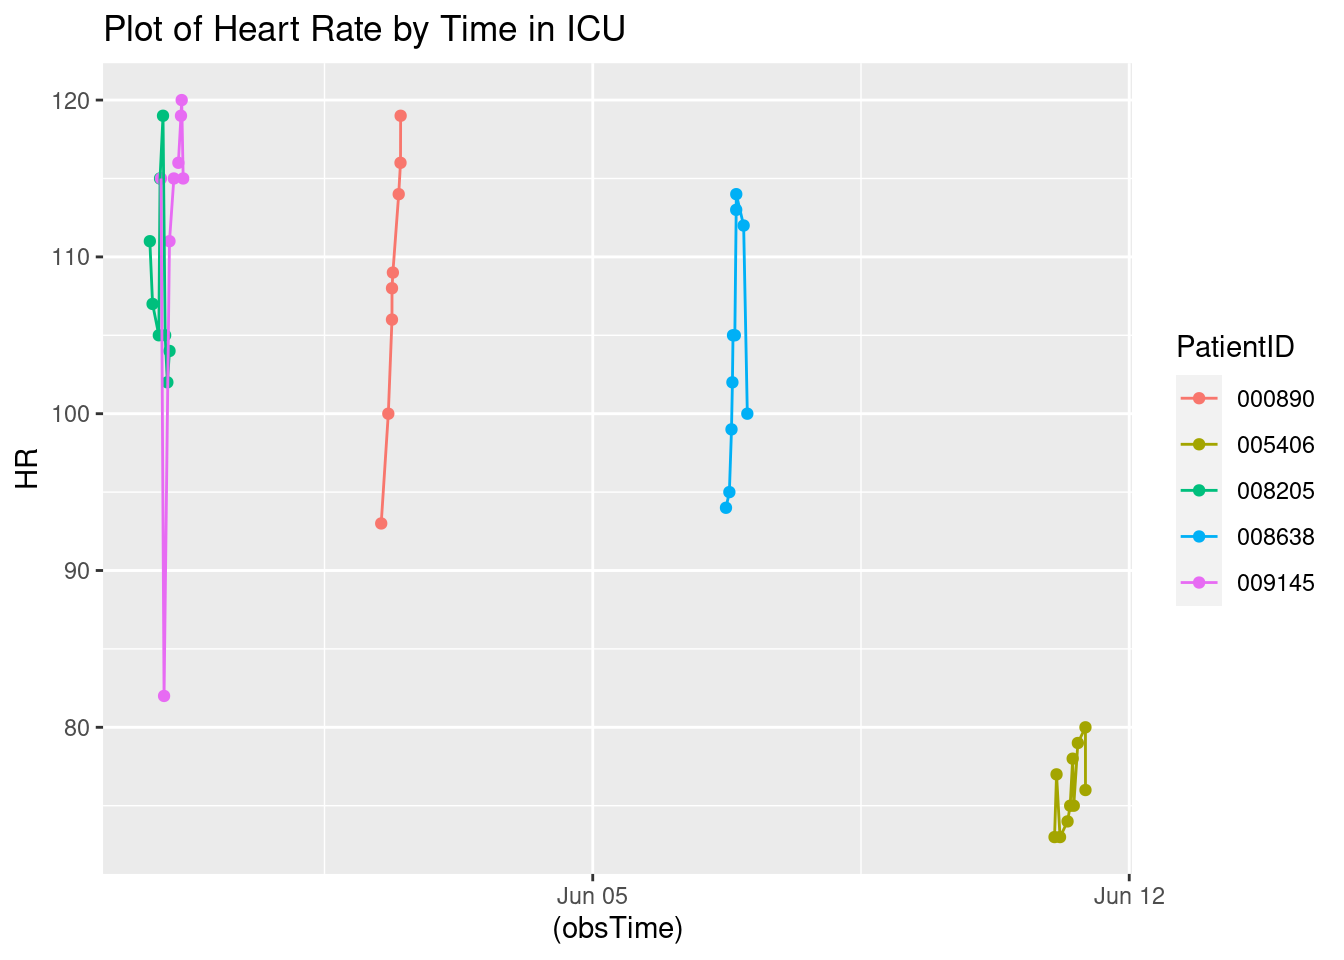 Plot of Heart Rate by Time in ICU
120
110
100
90
80
HR
Jun 05
Jun 12
(obsTime)
PatientID
000890
005406
008205
008638
009145